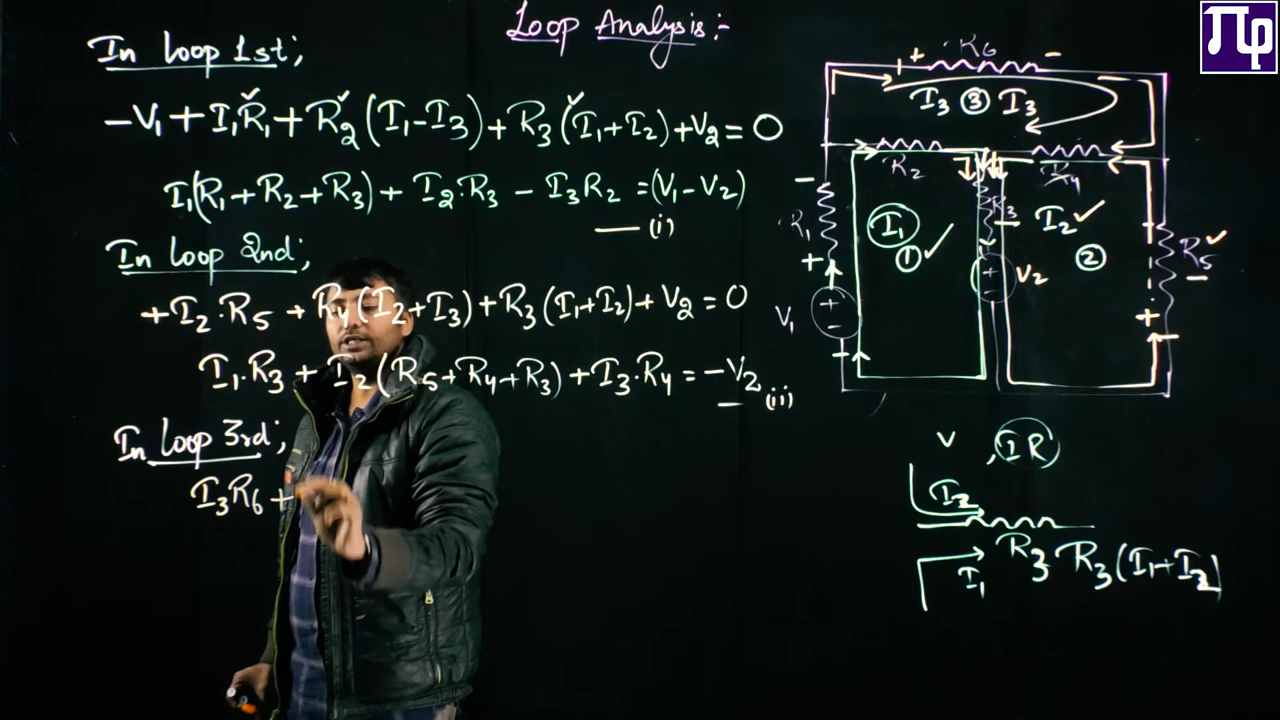 Loop Analysis:-
In loop 1st;
-V₁ + I₁R₁ + R₂(I₁-I₃) + R₃(I₁+I₂) + V₂ = 0
I₁(R₁+R₂+R₃) + I₂.R₃ - I₃R₂ = (V₁-V₂)
— (i)
In loop 2nd;
+I₂.R₅ + R₄(I₂+I₃) + R₃(I₁+I₂) + V₂ = 0
I₁.R₃ + I₂(R₅+R₄+R₃) + I₃.R₄ = -V₂
— (ii)
In loop 3rd;
I₃R₆ +
+ R₆ -
I₃ ③ I₃
R₂
R₄
- R₁ +
I₁
①
R₃
I₂
②
R₅
-
+
V₁
+
-
V₂
+
-
V , IR
I₂
R₃ R₃(I₁+I₂)
I₁
πφ